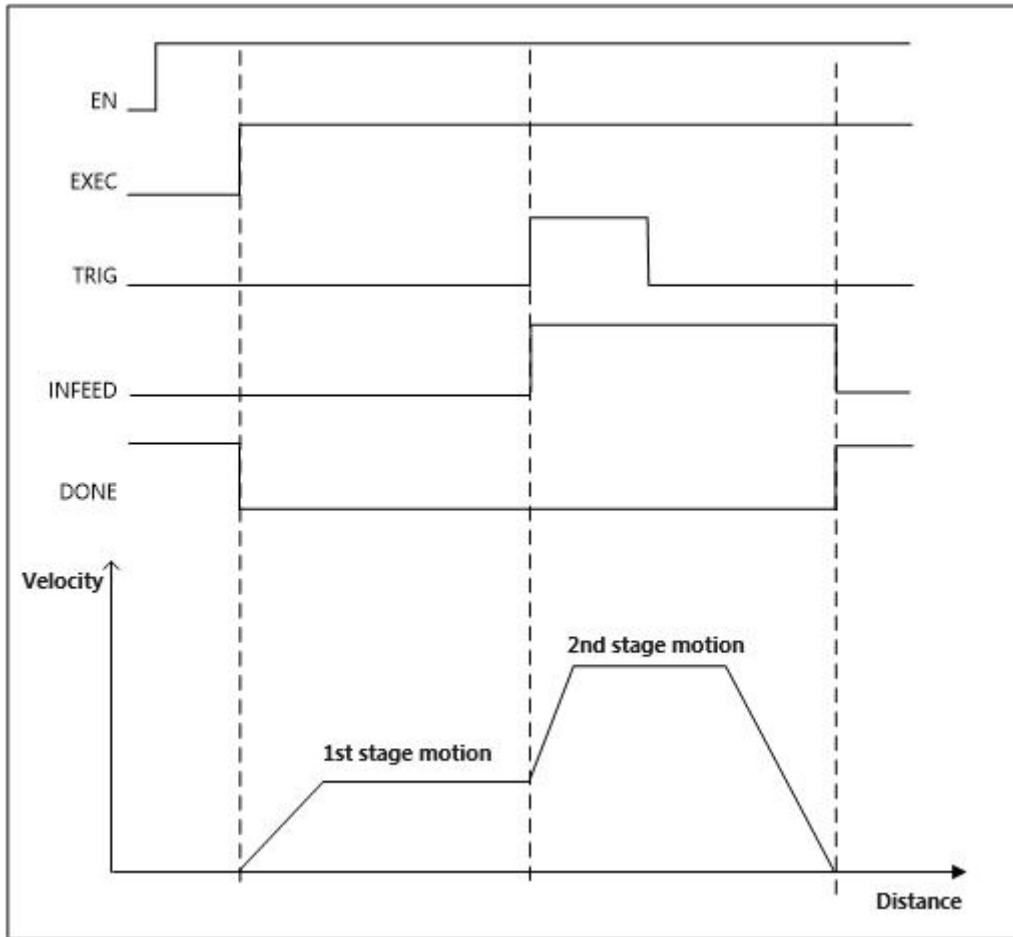 EN
EXEC
TRIG
INFEED
DONE
Velocity
2nd stage motion
1st stage motion
Distance